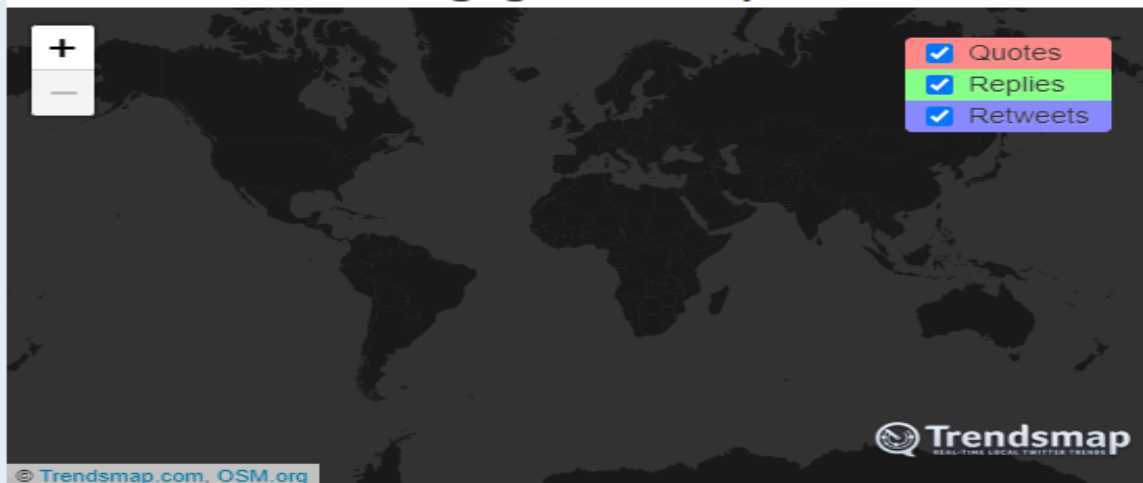 +
Quotes
Replies
Retweets
−
Trendsmap
REAL-TIME LOCAL TWITTER TRENDS
© Trendsmap.com, OSM.org